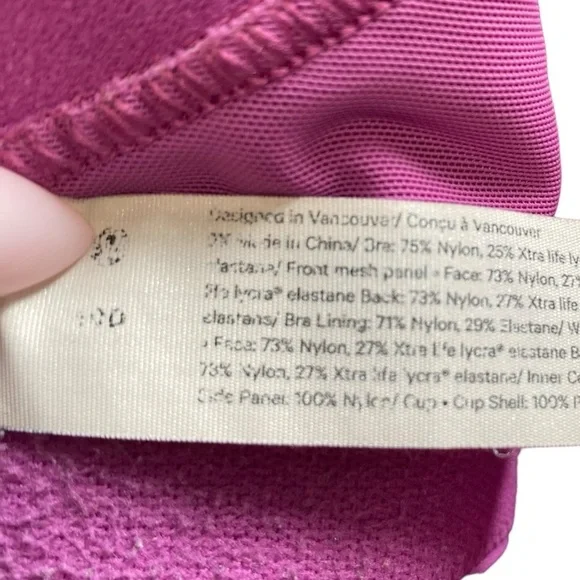 Designed in Vancouver/ Conçu à Vancouver
Made in China/ Bra: 75% Nylon, 25% Xtra life
elastane/ Front mesh panel • Face: 73% Nylon, 27%
life lycra® elastane Back: 73% Nylon, 27% Xtra life
elastane/ Bra Lining: 71% Nylon, 29% Elastane/
• Face: 73% Nylon, 27% Xtra life lycra® elastane
73% Nylon, 27% Xtra life lycra® elastane/ Inner
Side Panel: 100% Nylon/ Cup • Cup Shell: 100%